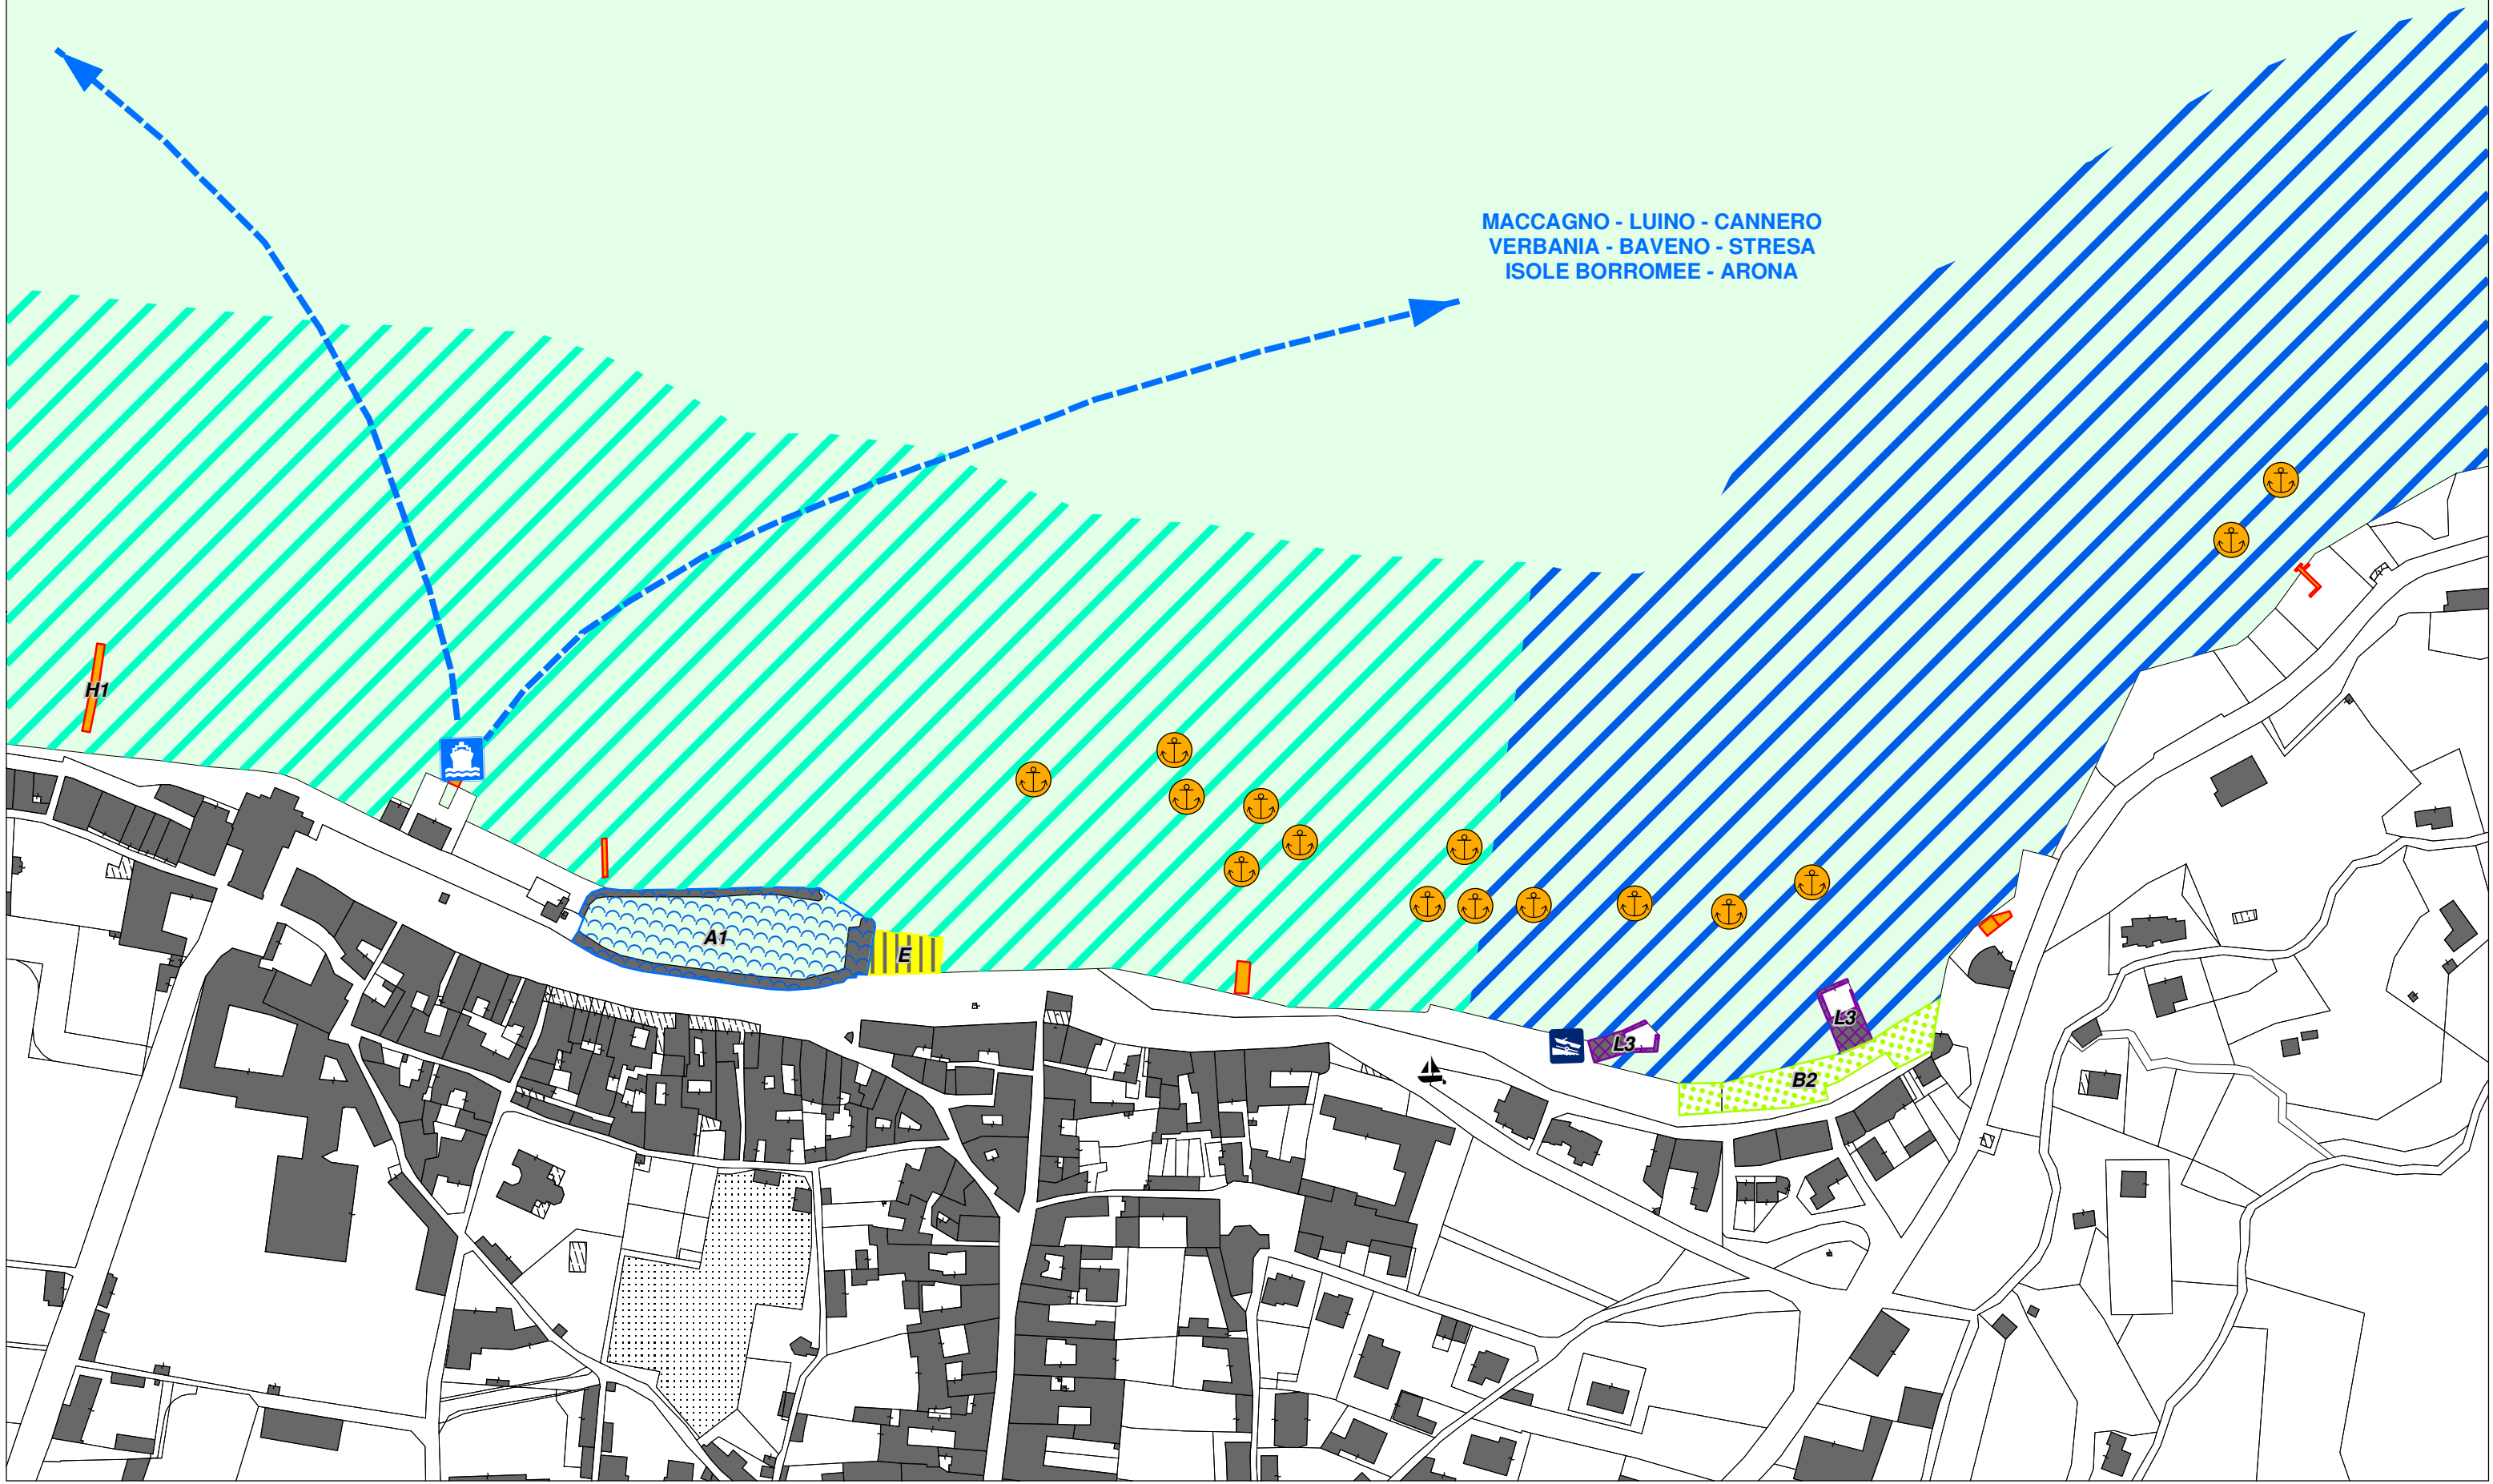 MACCAGNO - LUINO - CANNERO
VERBANIA - BAVENO - STRESA
ISOLE BORROMEE - ARONA
H1
A1
E
L3
L3
B2